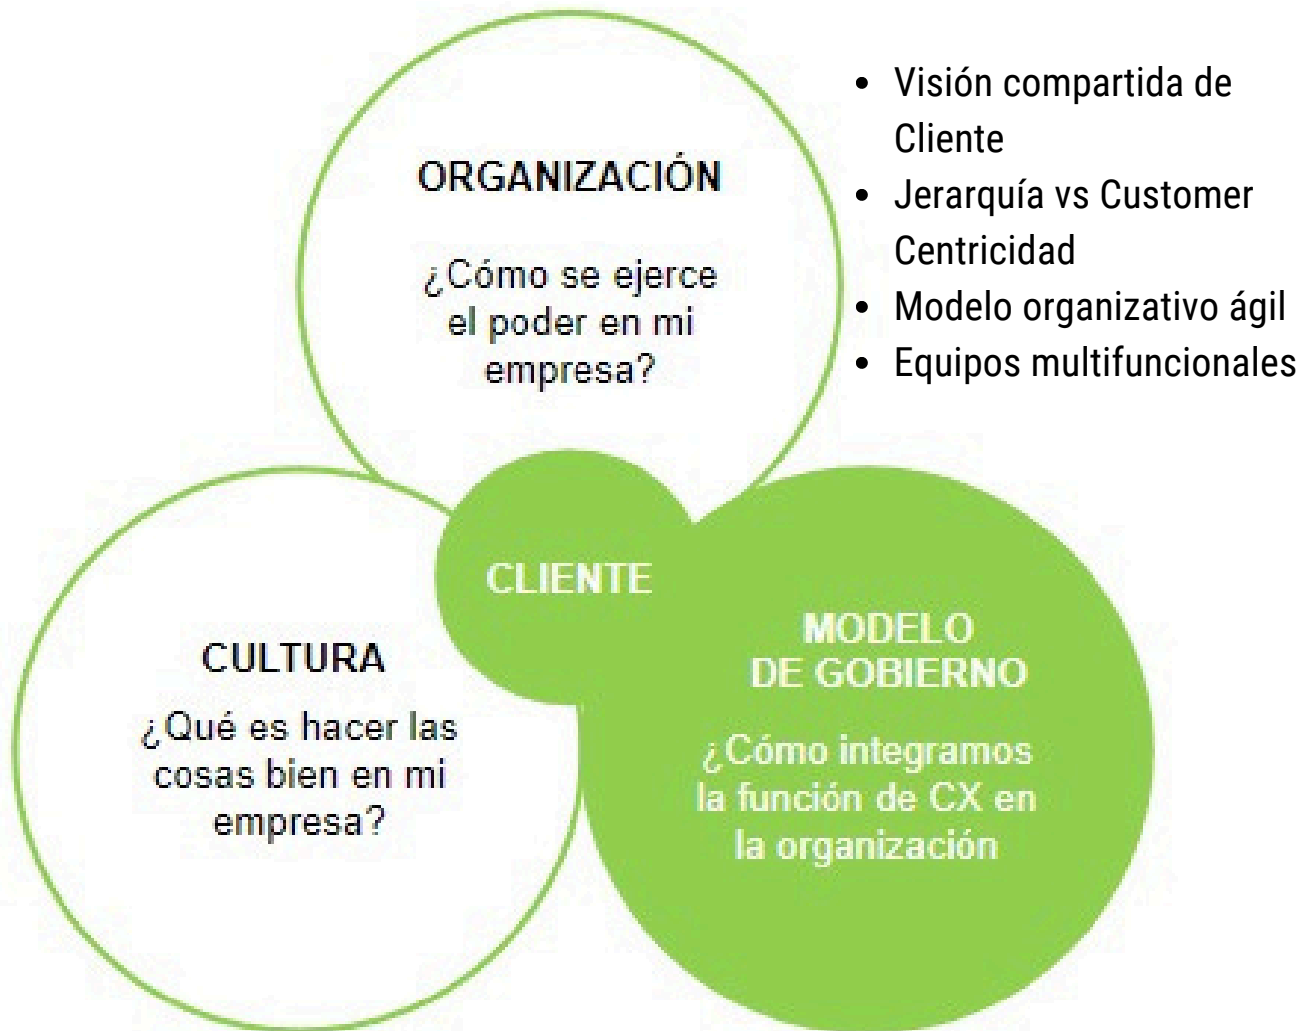 ORGANIZACIÓN
¿Cómo se ejerce
el poder en mi
empresa?
• Visión compartida de
Cliente
• Jerarquía vs Customer
Centricidad
• Modelo organizativo ágil
• Equipos multifuncionales
CLIENTE
CULTURA
¿Qué es hacer las
cosas bien en mi
empresa?
MODELO
DE GOBIERNO
¿Cómo integramos
la función de CX en
la organización